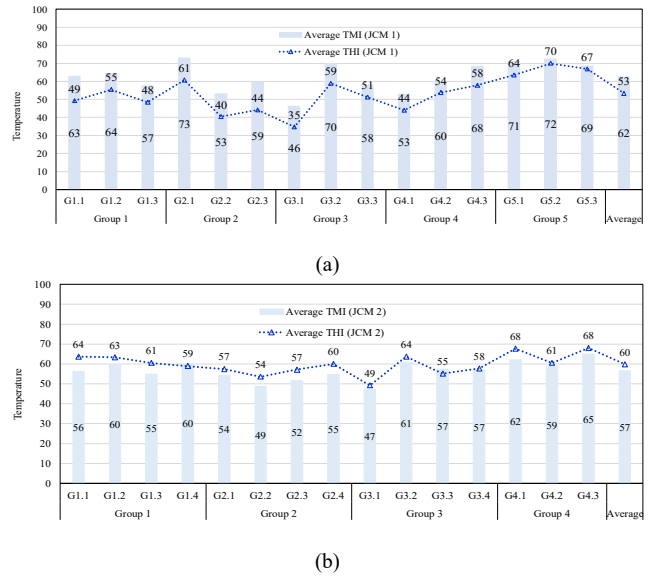 100
90
80
70
60
50
40
30
20
10
0
Temperature
Average TMI (JCM 1)
Average THI (JCM 1)
49 55 48 61 40 44 35 59 51 44 54 58 64 70 67 53
63 64 57 73 53 59 46 70 58 53 60 68 71 72 69 62
G1.1 G1.2 G1.3 G2.1 G2.2 G2.3 G3.1 G3.2 G3.3 G4.1 G4.2 G4.3 G5.1 G5.2 G5.3
Group 1 Group 2 Group 3 Group 4 Group 5 Average
(a)
100
90
80
70
60
50
40
30
20
10
0
Temperature
Average TMI (JCM 2)
Average THI (JCM 2)
64 63 61 59 57 54 57 60 49 64 55 58 68 61 68 60
56 60 55 60 54 49 52 55 47 61 57 57 62 59 65 57
G1.1 G1.2 G1.3 G1.4 G2.1 G2.2 G2.3 G2.4 G3.1 G3.2 G3.3 G3.4 G4.1 G4.2 G4.3
Group 1 Group 2 Group 3 Group 4 Average
(b)